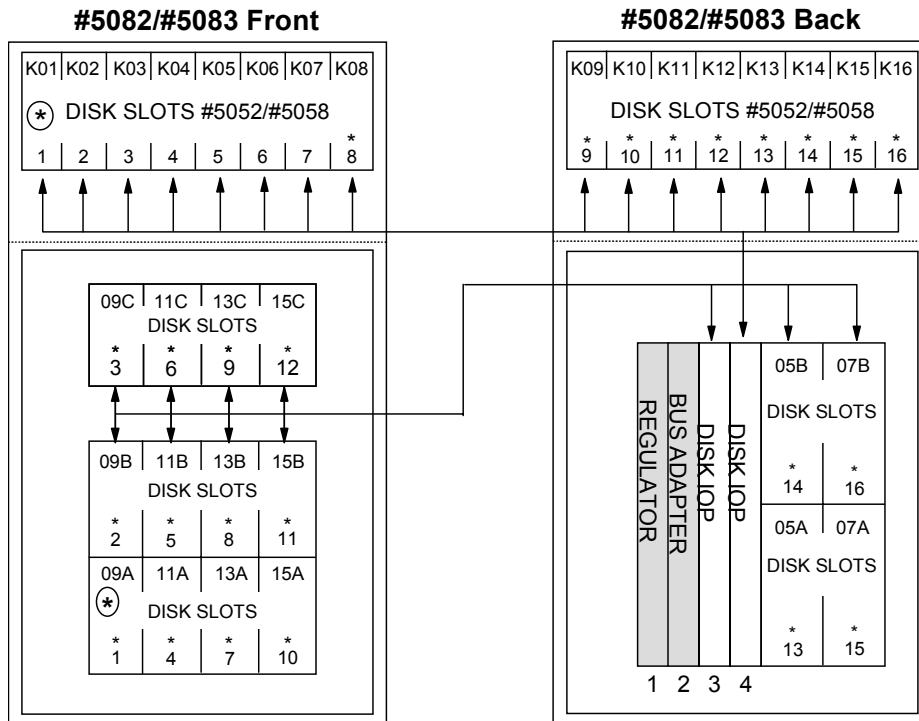 #5082/#5083 Front
K01 K02 K03 K04 K05 K06 K07 K08
* DISK SLOTS #5052/#5058
*
1 2 3 4 5 6 7 8
09C 11C 13C 15C
DISK SLOTS
* * * *
3 6 9 12
09B 11B 13B 15B
DISK SLOTS
* * * *
2 5 8 11
09A 11A 13A 15A
*
DISK SLOTS
* * * *
1 4 7 10
#5082/#5083 Back
K09 K10 K11 K12 K13 K14 K15 K16
DISK SLOTS #5052/#5058
* * * * * * * *
9 10 11 12 13 14 15 16
REGULATOR
BUS ADAPTER
DISK IOP
DISK IOP
05B 07B
DISK SLOTS
* *
14 16
05A 07A
DISK SLOTS
* *
13 15
1 2 3 4